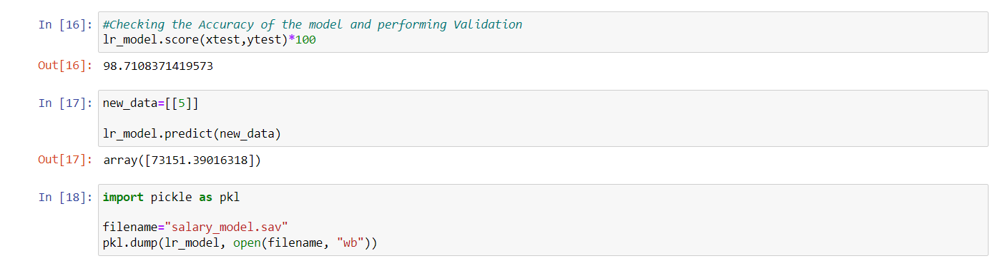 In [16]: #Checking the Accuracy of the model and performing Validation
lr_model.score(xtest,ytest)*100
Out[16]: 98.7108371419573
In [17]: new_data=[[5]]
lr_model.predict(new_data)
Out[17]: array([73151.39016318])
In [18]: import pickle as pkl
filename="salary_model.sav"
pkl.dump(lr_model, open(filename, "wb"))